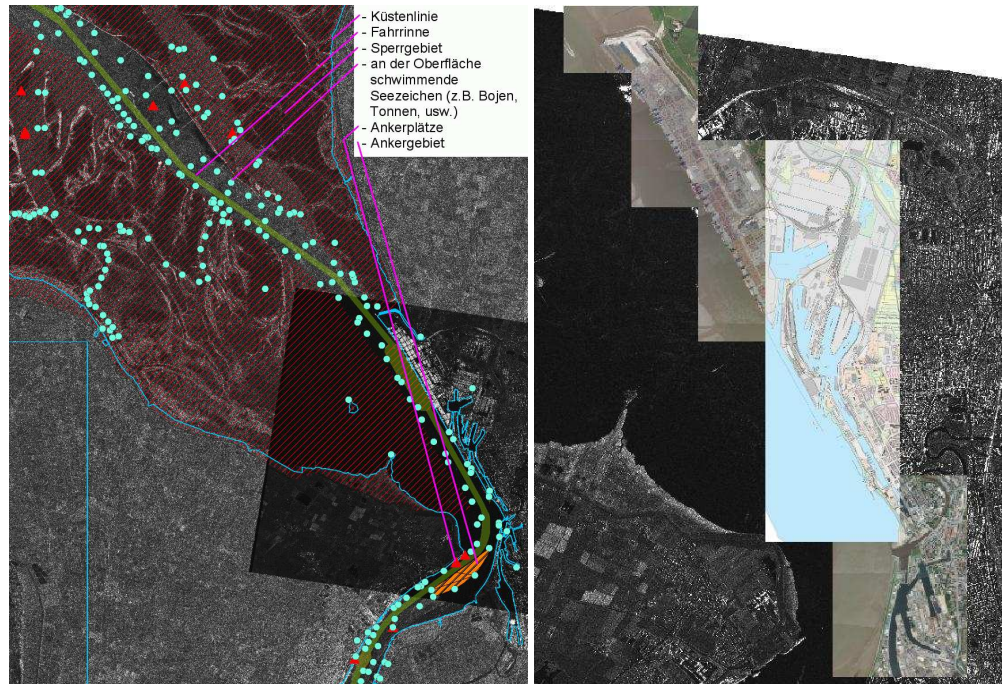 - Küstenlinie
- Fahrrinne
- Sperrgebiet
- an der Oberfläche
schwimmende
Seezeichen (z.B. Bojen,
Tonnen, usw.)
- Ankerplätze
- Ankergebiet